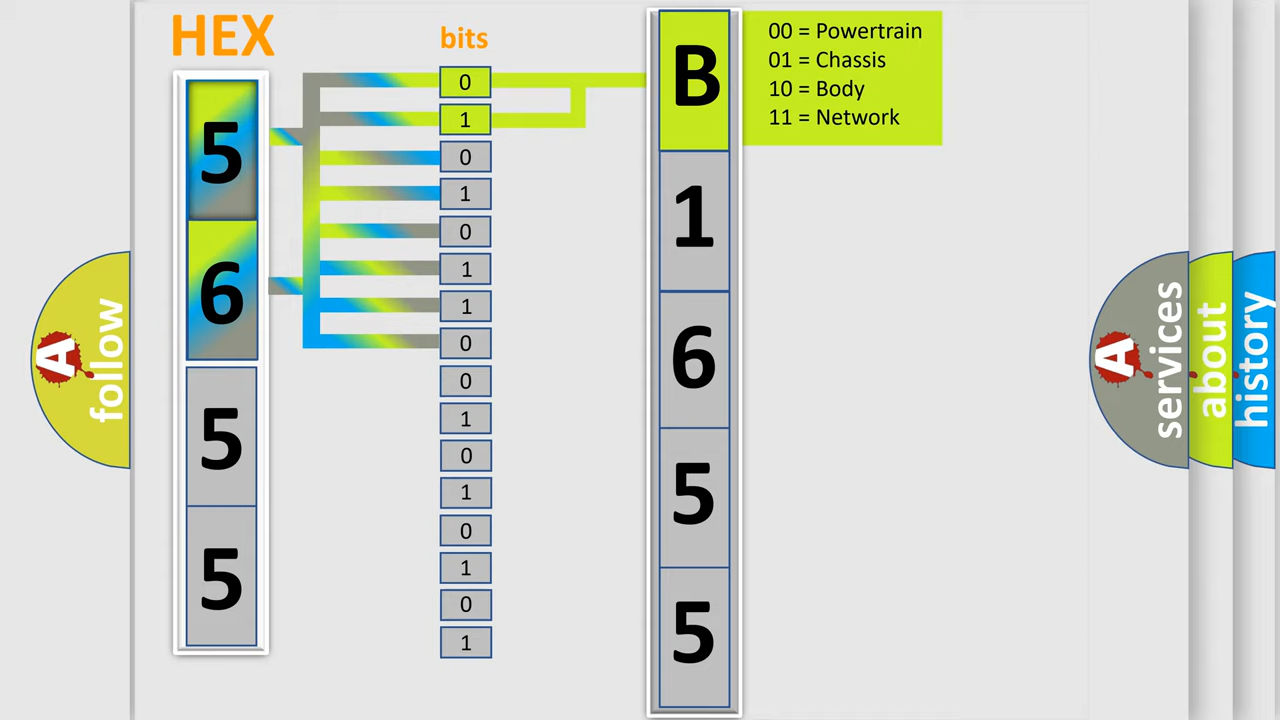 HEX
bits
5
6
5
5
0
1
0
1
0
1
1
0
0
1
0
1
0
1
0
1
B
1
6
5
5
00 = Powertrain
01 = Chassis
10 = Body
11 = Network
A follow
A services
about
history